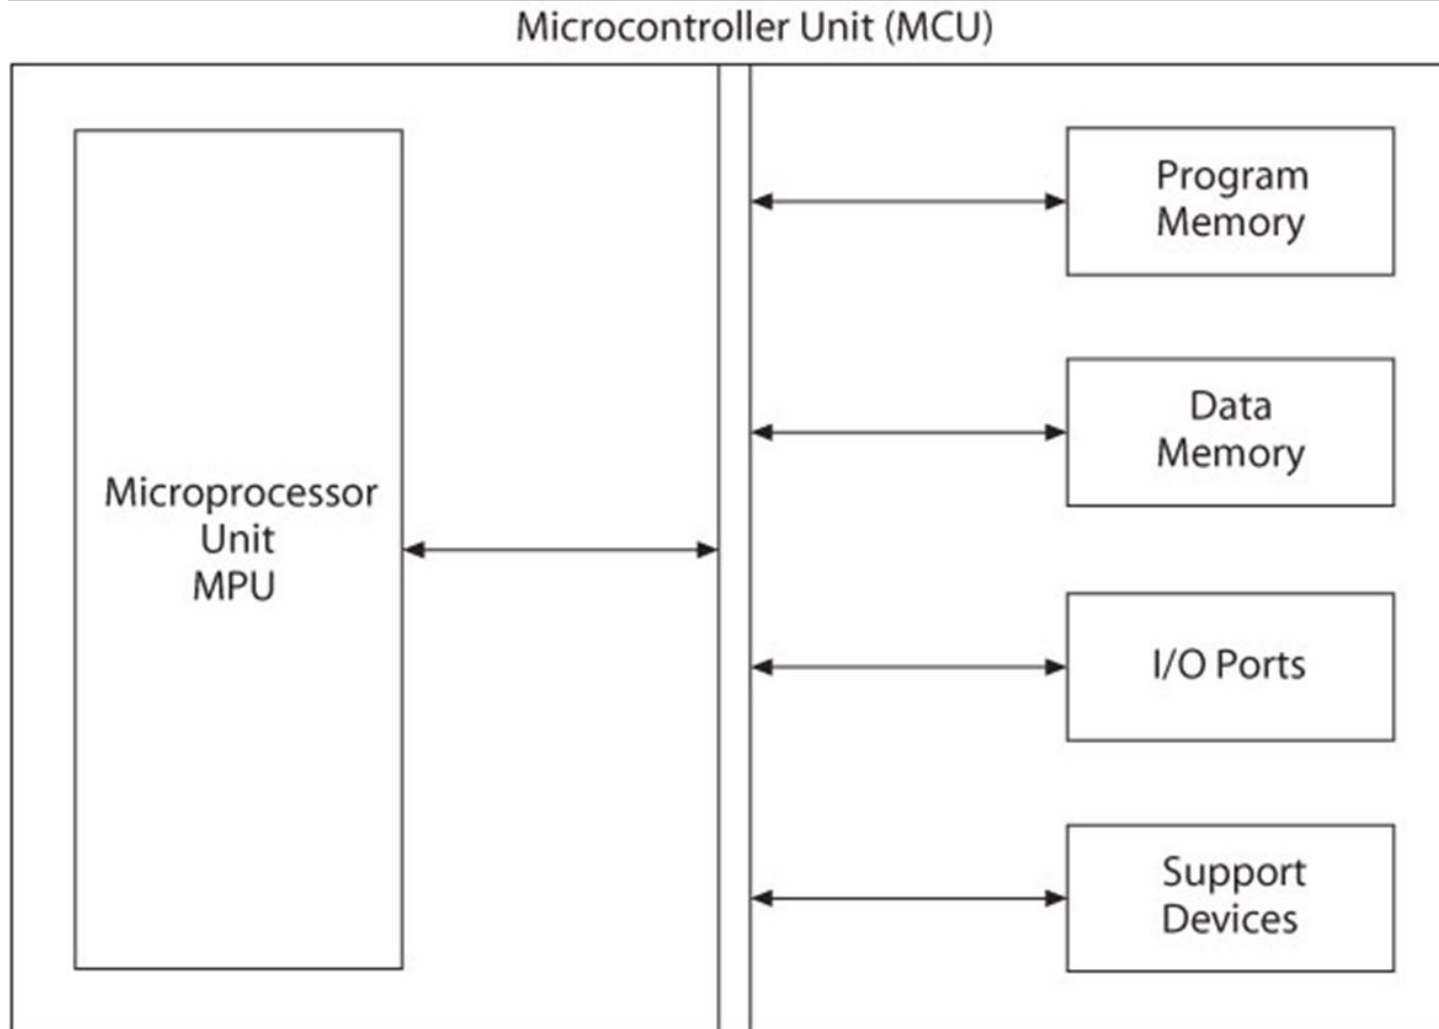 Microcontroller Unit (MCU)
Microprocessor
Unit
MPU
Program
Memory
Data
Memory
I/O Ports
Support
Devices